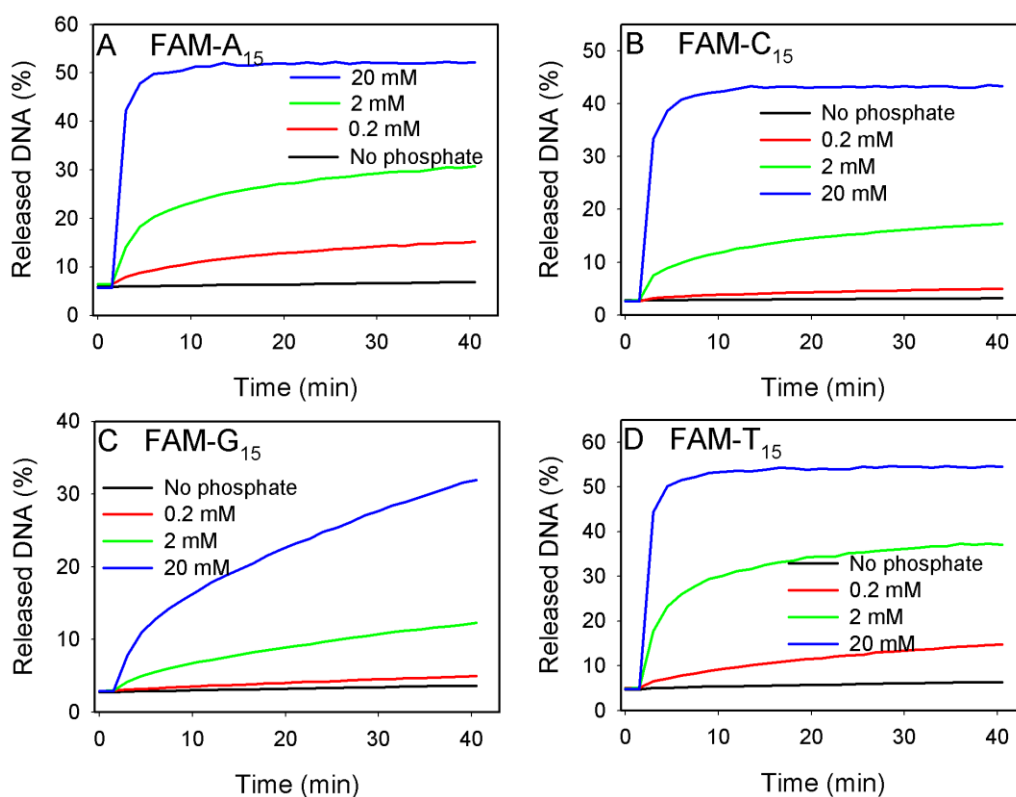 A FAM-A15
Released DNA (%)
60
50
40
30
20
10
0
20 mM
2 mM
0.2 mM
No phosphate
0 10 20 30 40
Time (min)
B FAM-C15
Released DNA (%)
50
40
30
20
10
0
No phosphate
0.2 mM
2 mM
20 mM
0 10 20 30 40
Time (min)
C FAM-G15
Released DNA (%)
40
30
20
10
0
No phosphate
0.2 mM
2 mM
20 mM
0 10 20 30 40
Time (min)
D FAM-T15
Released DNA (%)
60
50
40
30
20
10
0
No phosphate
0.2 mM
2 mM
20 mM
0 10 20 30 40
Time (min)